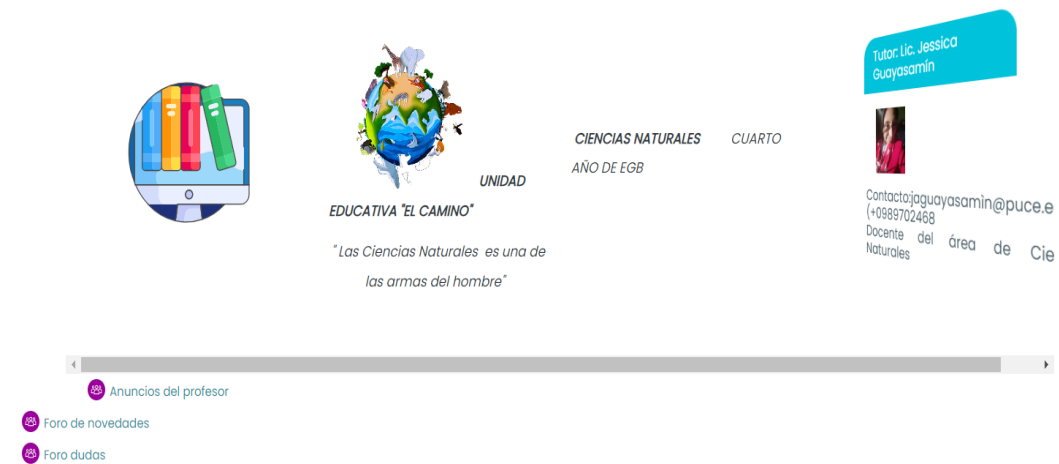 Tutor: Lic. Jessica
Guayasamín
CIENCIAS NATURALES CUARTO
AÑO DE EGB
UNIDAD
EDUCATIVA "EL CAMINO"
" Las Ciencias Naturales es una de
las armas del hombre"
Contacto:jaguayasamìn@puce.e
(+0989702468
Docente del área de Cie
Naturales
Anuncios del profesor
Foro de novedades
Foro dudas